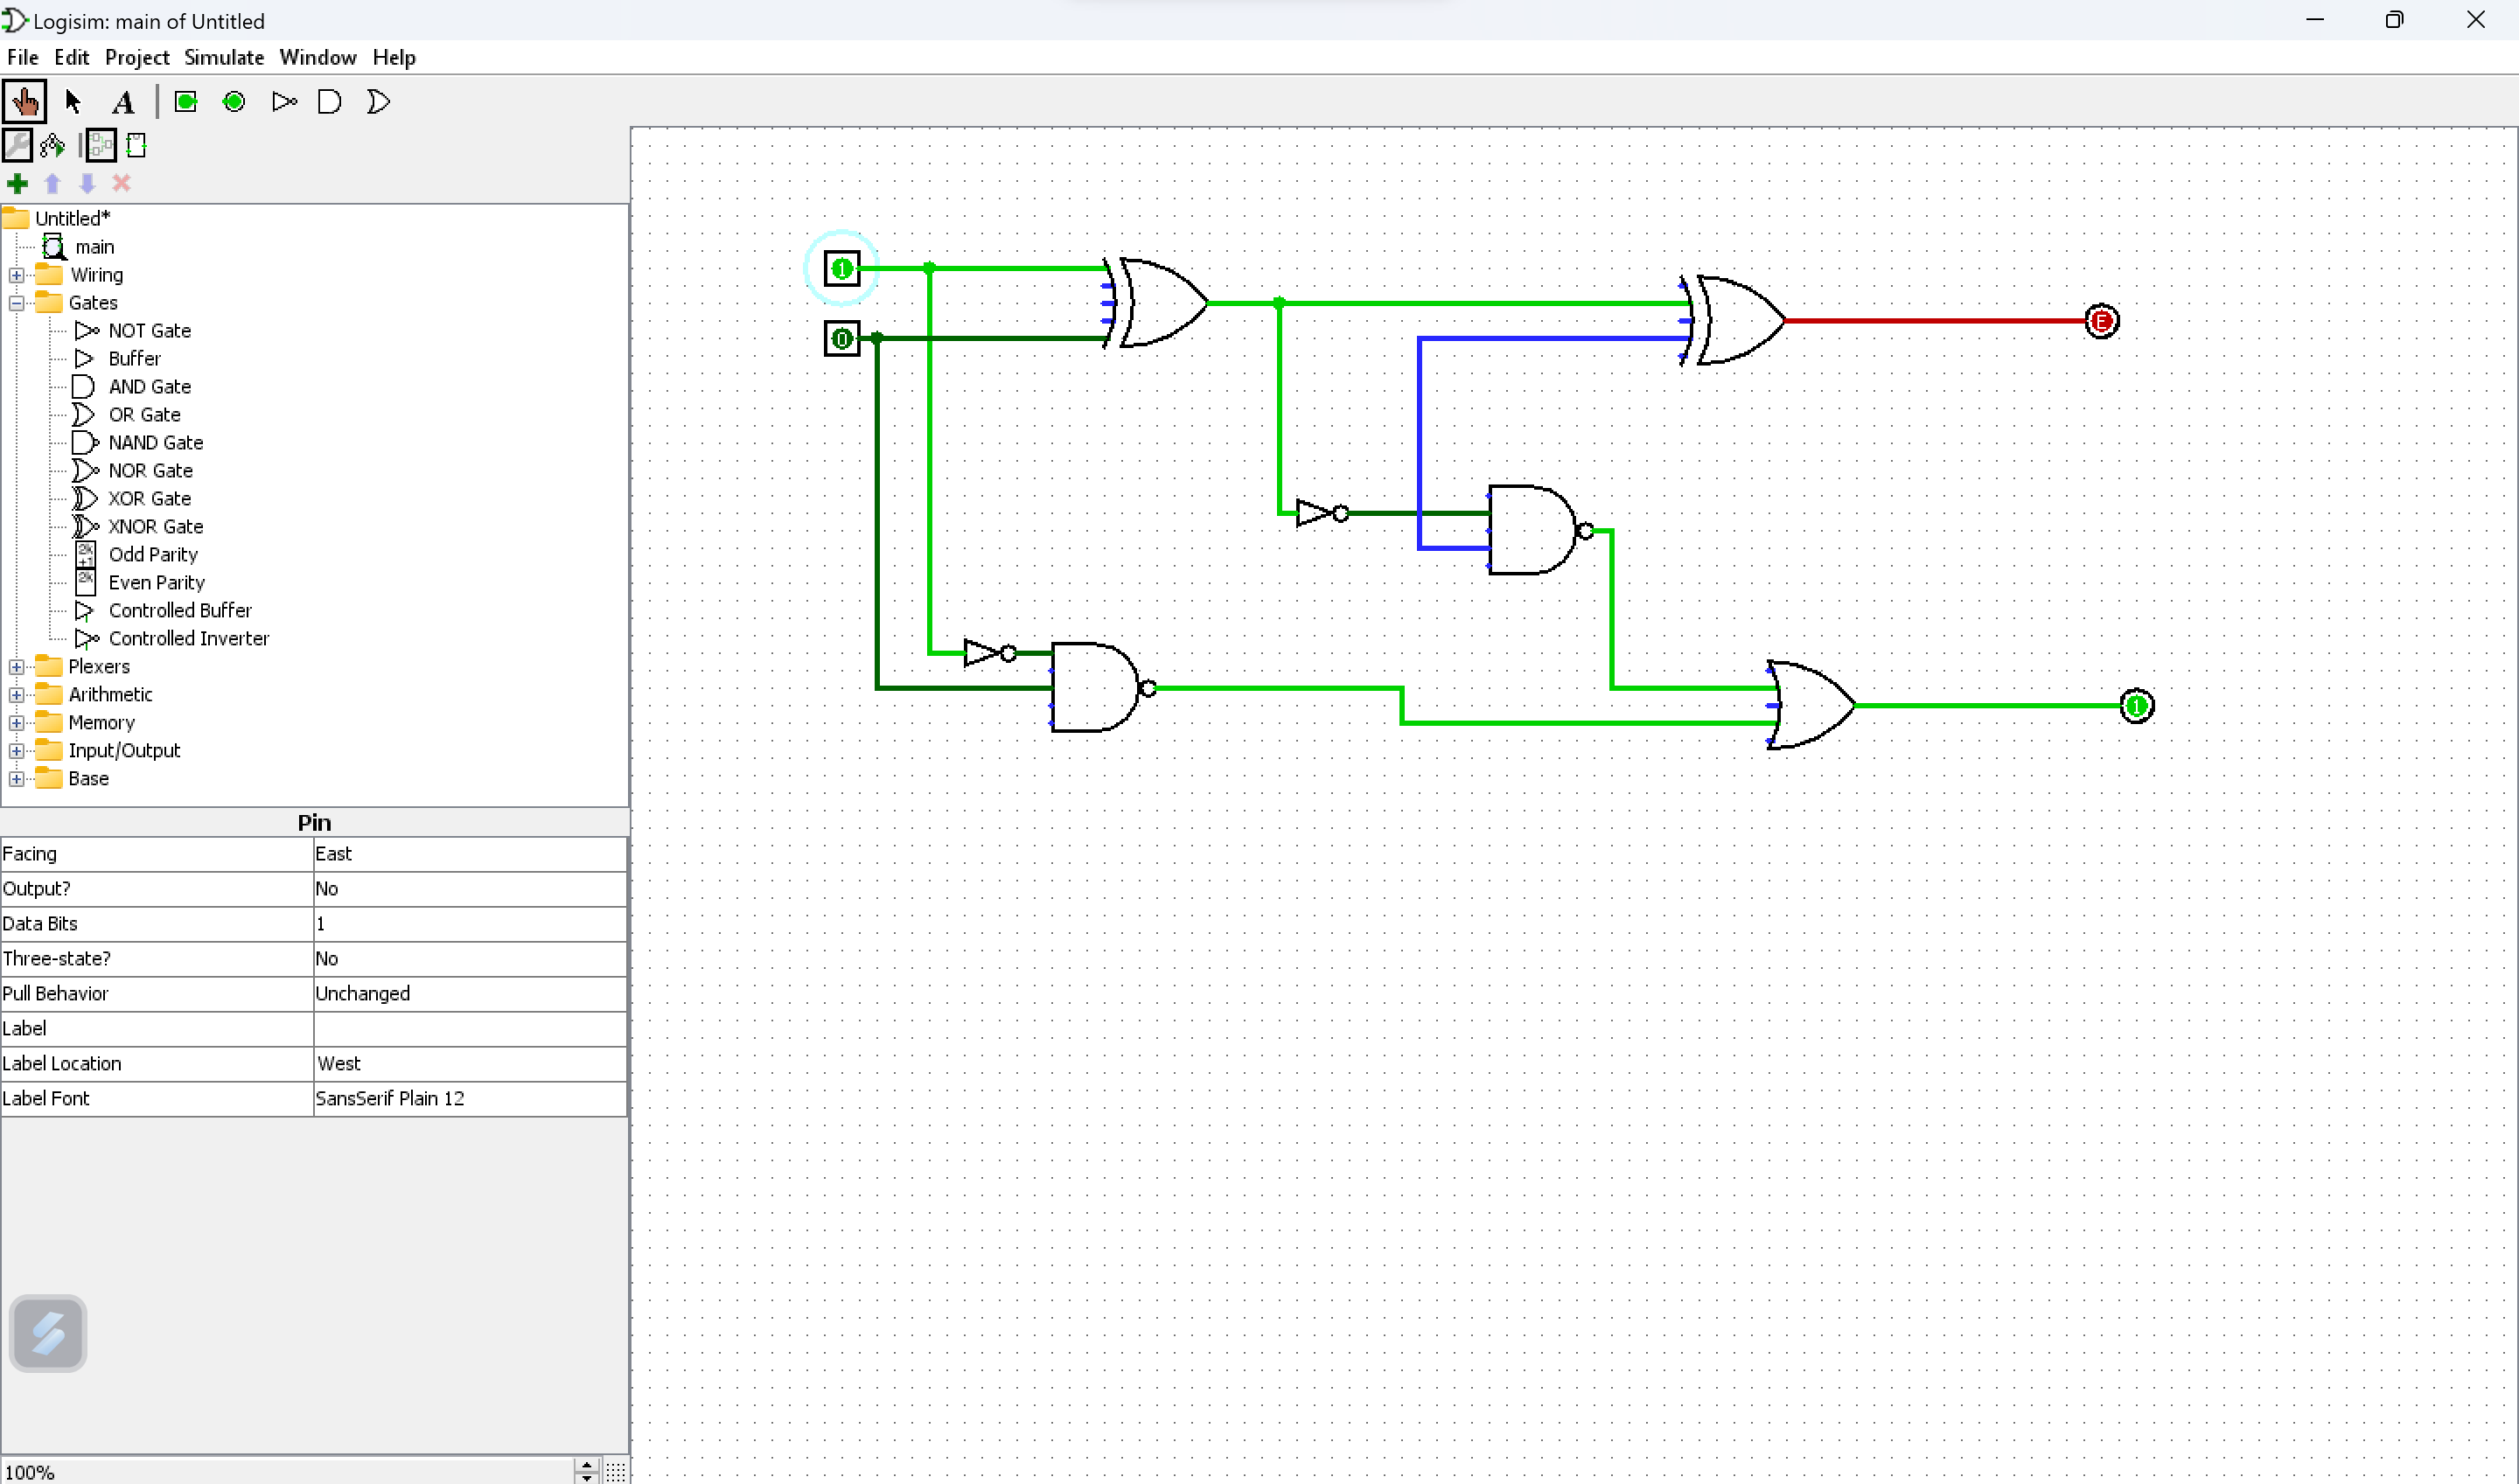 Logisim: main of Untitled
File Edit Project Simulate Window Help
A
Untitled*
main
Wiring
Gates
NOT Gate
Buffer
AND Gate
OR Gate
NAND Gate
NOR Gate
XOR Gate
XNOR Gate
2k+1 Odd Parity
2k Even Parity
Controlled Buffer
Controlled Inverter
Plexers
Arithmetic
Memory
Input/Output
Base
Pin
Facing East
Output? No
Data Bits 1
Three-state? No
Pull Behavior Unchanged
Label
Label Location West
Label Font SansSerif Plain 12
100%
1
0
E
1